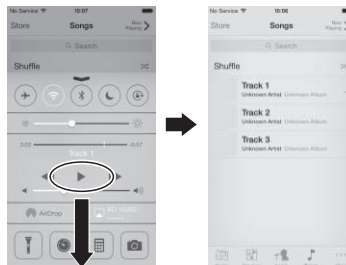 No Service 10:07
Store Songs Now Playing
Search
Shuffle
3:02 -0:07
Track 1
AirDrop
No Service 10:06
Store Songs
Search
Shuffle
Track 1
Unknown Artist Unknown Album
Track 2
Unknown Artist Unknown Album
Track 3
Unknown Artist Unknown Album